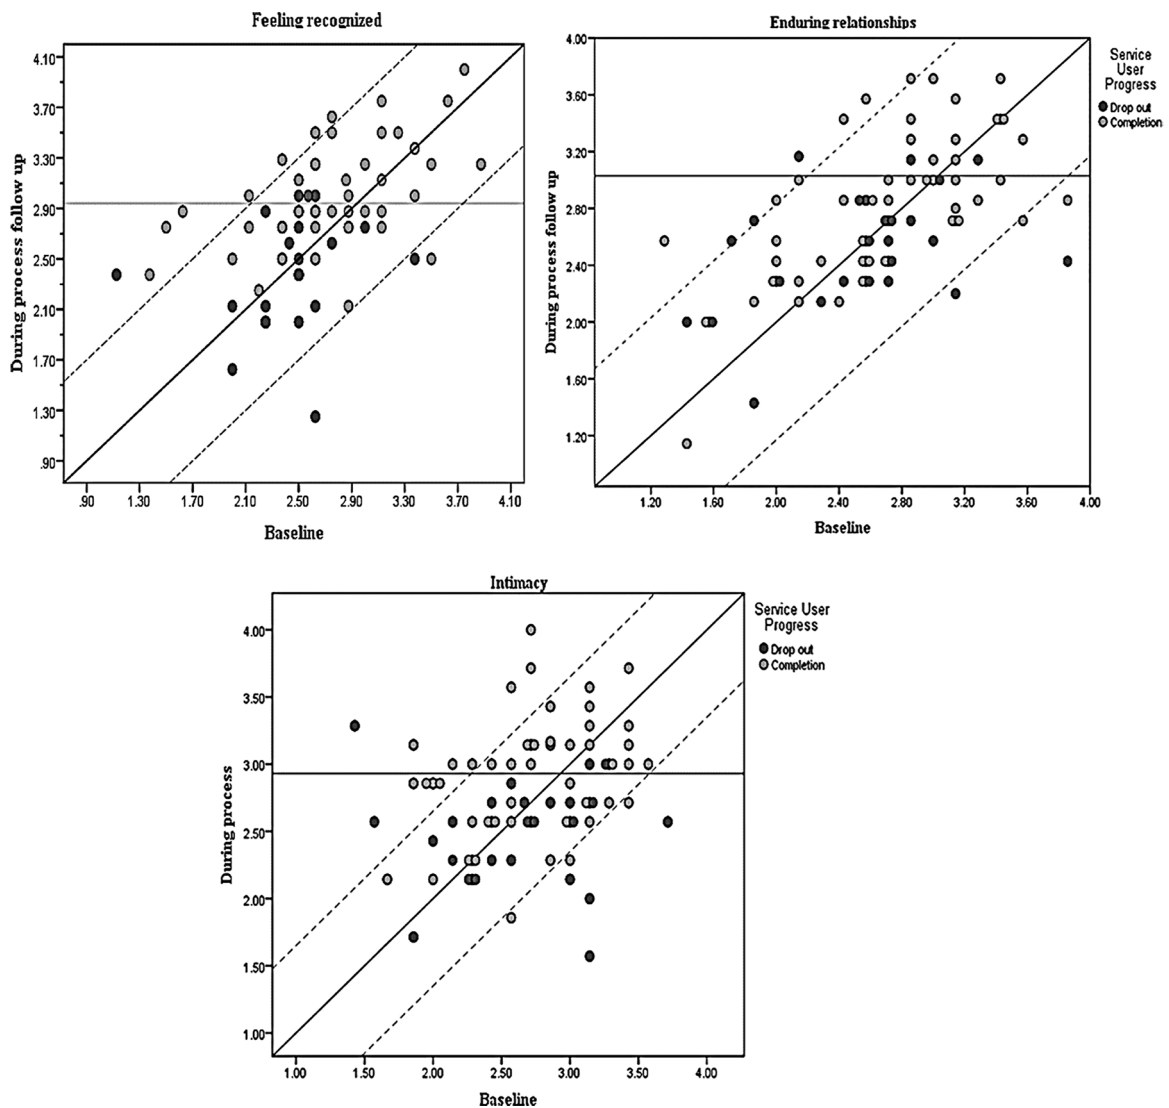 Feeling recognized
During process follow up
4.10
3.70
3.30
2.90
2.50
2.10
1.70
1.30
.90
.90 1.30 1.70 2.10 2.50 2.90 3.30 3.70 4.10
Baseline
Enduring relationships
During process follow up
4.00
3.60
3.20
2.80
2.40
2.00
1.60
1.20
1.20 1.60 2.00 2.40 2.80 3.20 3.60 4.00
Baseline
Service
User
Progress
Drop out
Completion
Intimacy
During process
4.00
3.50
3.00
2.50
2.00
1.50
1.00
1.00 1.50 2.00 2.50 3.00 3.50 4.00
Baseline
Service User
Progress
Drop out
Completion